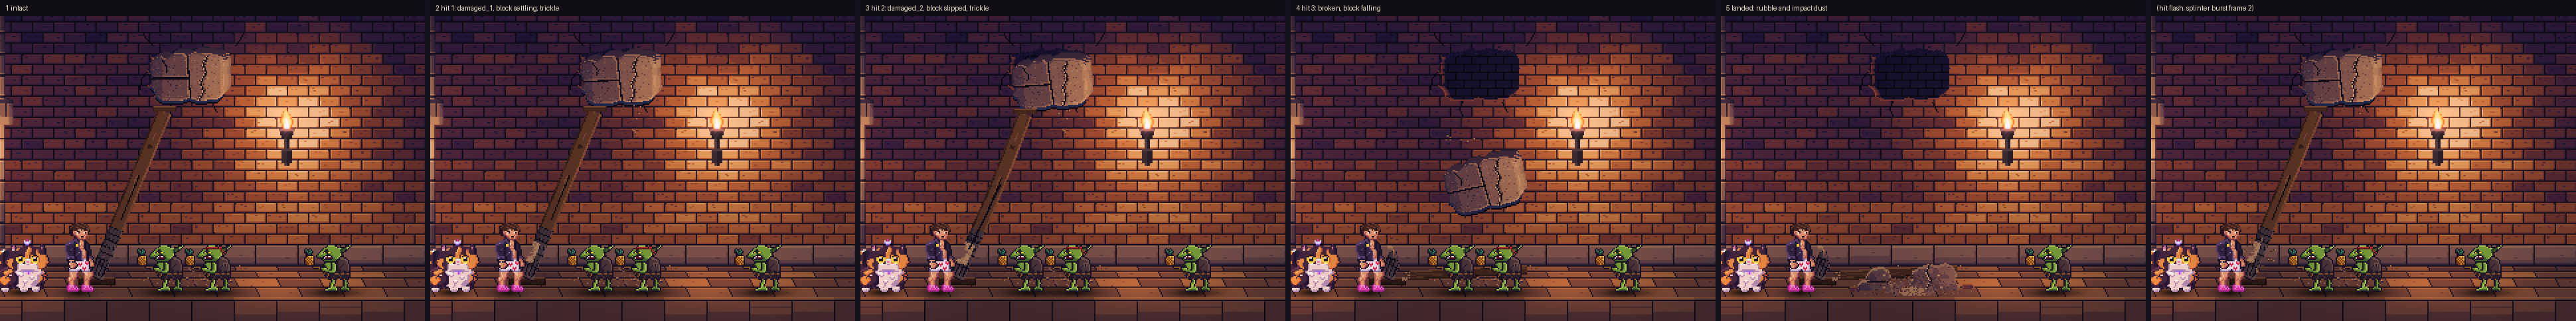 1 intact
2 hit 1: damaged_1, block settling, trickle
3 hit 2: damaged_2, block slipped, trickle
4 hit 3: broken, block falling
5 landed: rubble and impact dust
(hit flash: splinter burst frame 2)